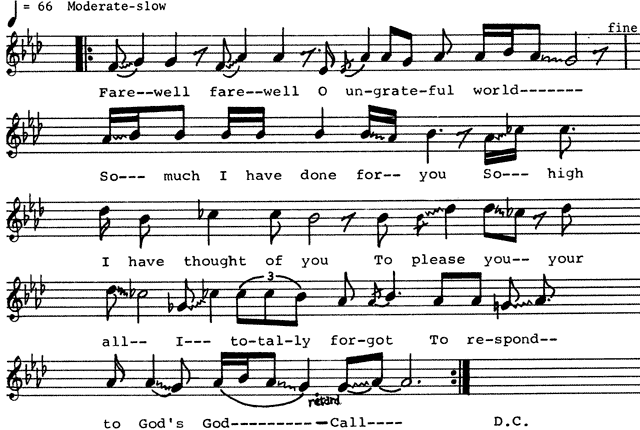 = 66 Moderate-slow
fine
Fare--well fare--well O un-grate-ful world-------
So--- much I have done for-- you So--- high
I have thought of you To please you-- your
3
all-- I--- to-tal-ly for-got To re-spond--
retard
to God's God-----------Call---- D.C.